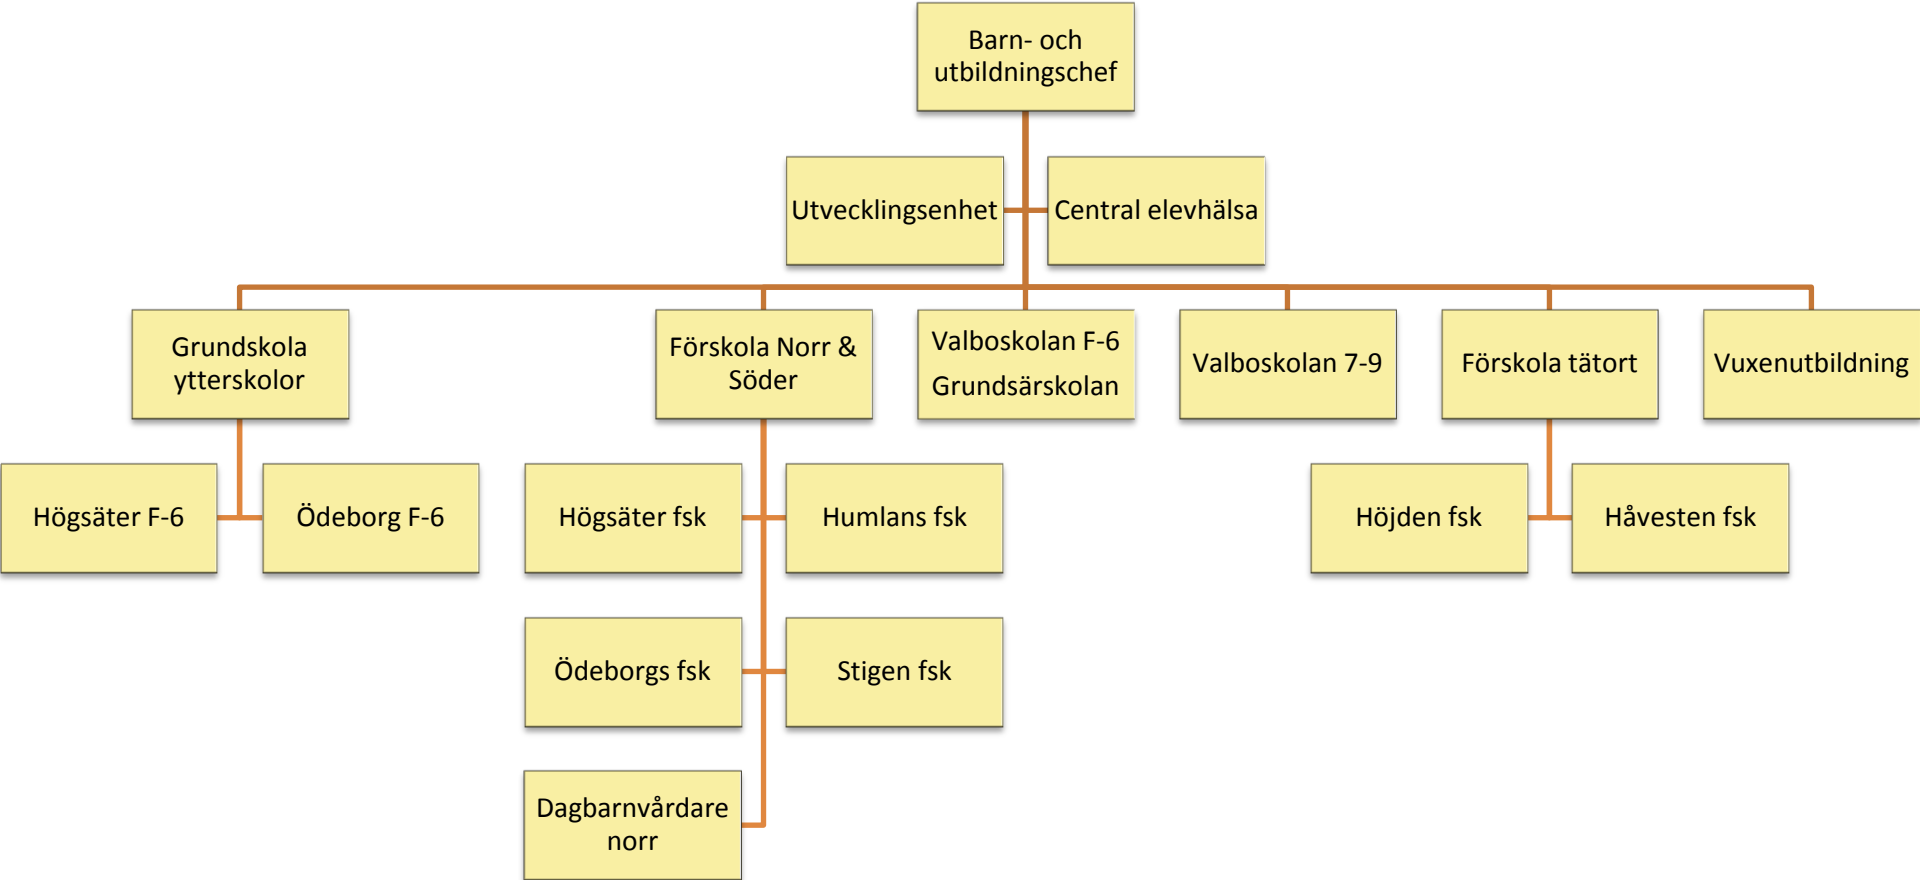 Barn- och
utbildningschef
Utvecklingsenhet
Central elevhälsa
Grundskola
ytterskolor
Förskola Norr &
Söder
Valboskolan F-6
Grundsärskolan
Valboskolan 7-9
Förskola tätort
Vuxenutbildning
Högsäter F-6
Ödeborg F-6
Högsäter fsk
Humlans fsk
Höjden fsk
Håvesten fsk
Ödeborgs fsk
Stigen fsk
Dagbarnvårdare
norr